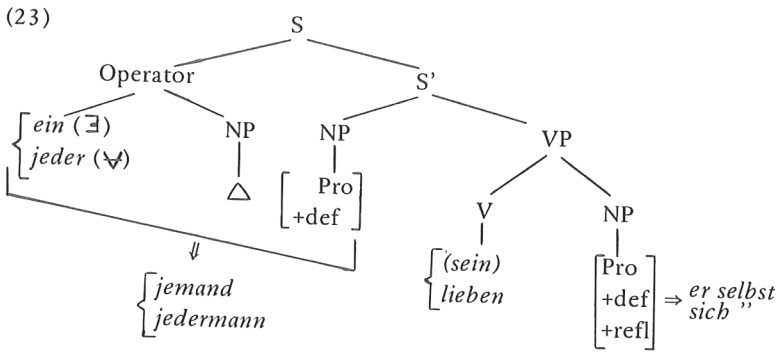 (23)
S
Operator S'
ein (∃)
jeder (∀)
NP NP VP
△ Pro
+def
V NP
⇓ (sein)
lieben
Pro
+def
+refl
⇒ er selbst
sich ”
jemand
jedermann